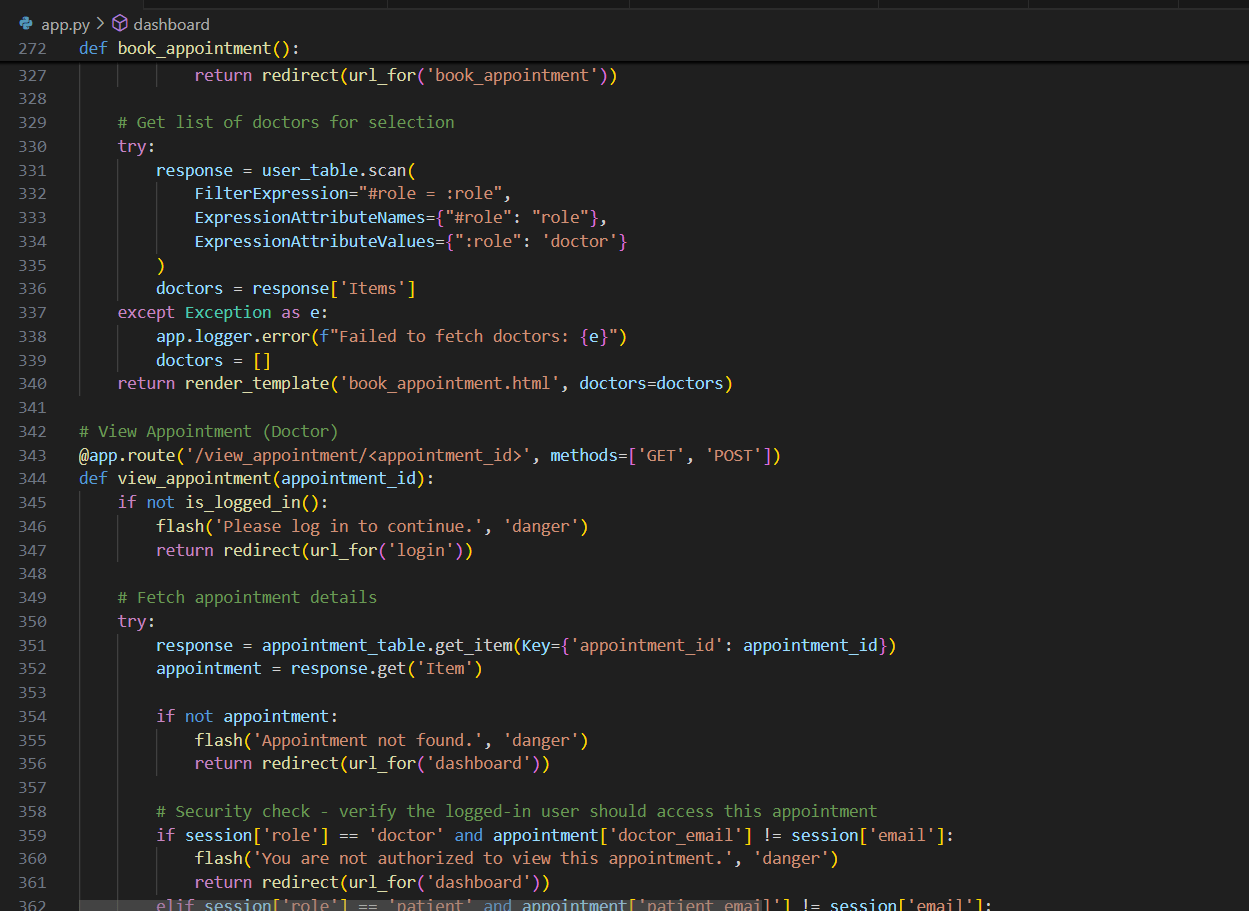 app.py > dashboard
272 def book_appointment():
327             return redirect(url_for('book_appointment'))
328
329     # Get list of doctors for selection
330     try:
331         response = user_table.scan(
332             FilterExpression="#role = :role",
333             ExpressionAttributeNames={"#role": "role"},
334             ExpressionAttributeValues={":role": 'doctor'}
335         )
336         doctors = response['Items']
337     except Exception as e:
338         app.logger.error(f"Failed to fetch doctors: {e}")
339         doctors = []
340     return render_template('book_appointment.html', doctors=doctors)
341
342 # View Appointment (Doctor)
343 @app.route('/view_appointment/<appointment_id>', methods=['GET', 'POST'])
344 def view_appointment(appointment_id):
345     if not is_logged_in():
346         flash('Please log in to continue.', 'danger')
347         return redirect(url_for('login'))
348
349     # Fetch appointment details
350     try:
351         response = appointment_table.get_item(Key={'appointment_id': appointment_id})
352         appointment = response.get('Item')
353
354         if not appointment:
355             flash('Appointment not found.', 'danger')
356             return redirect(url_for('dashboard'))
357
358         # Security check - verify the logged-in user should access this appointment
359         if session['role'] == 'doctor' and appointment['doctor_email'] != session['email']:
360             flash('You are not authorized to view this appointment.', 'danger')
361             return redirect(url_for('dashboard'))
362         elif session['role'] == 'patient' and appointment['patient_email'] != session['email']: